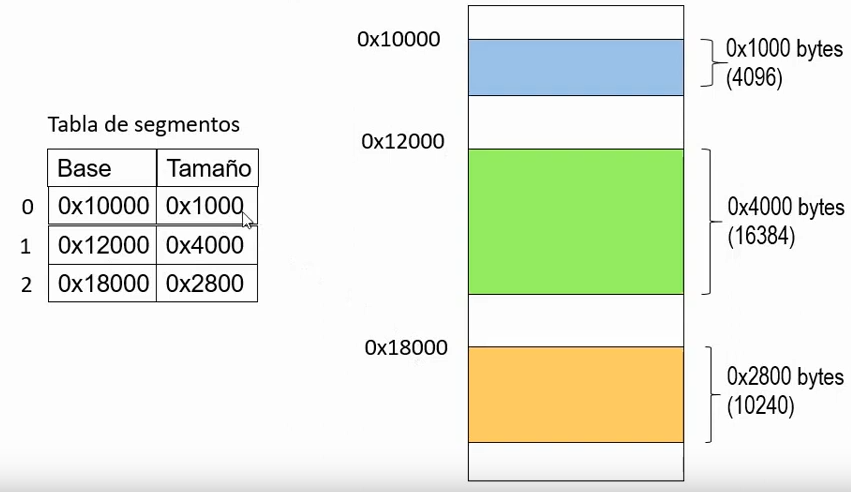 Tabla de segmentos
Base Tamaño
0 0x10000 0x1000
1 0x12000 0x4000
2 0x18000 0x2800
0x10000
0x1000 bytes
(4096)
0x12000
0x4000 bytes
(16384)
0x18000
0x2800 bytes
(10240)